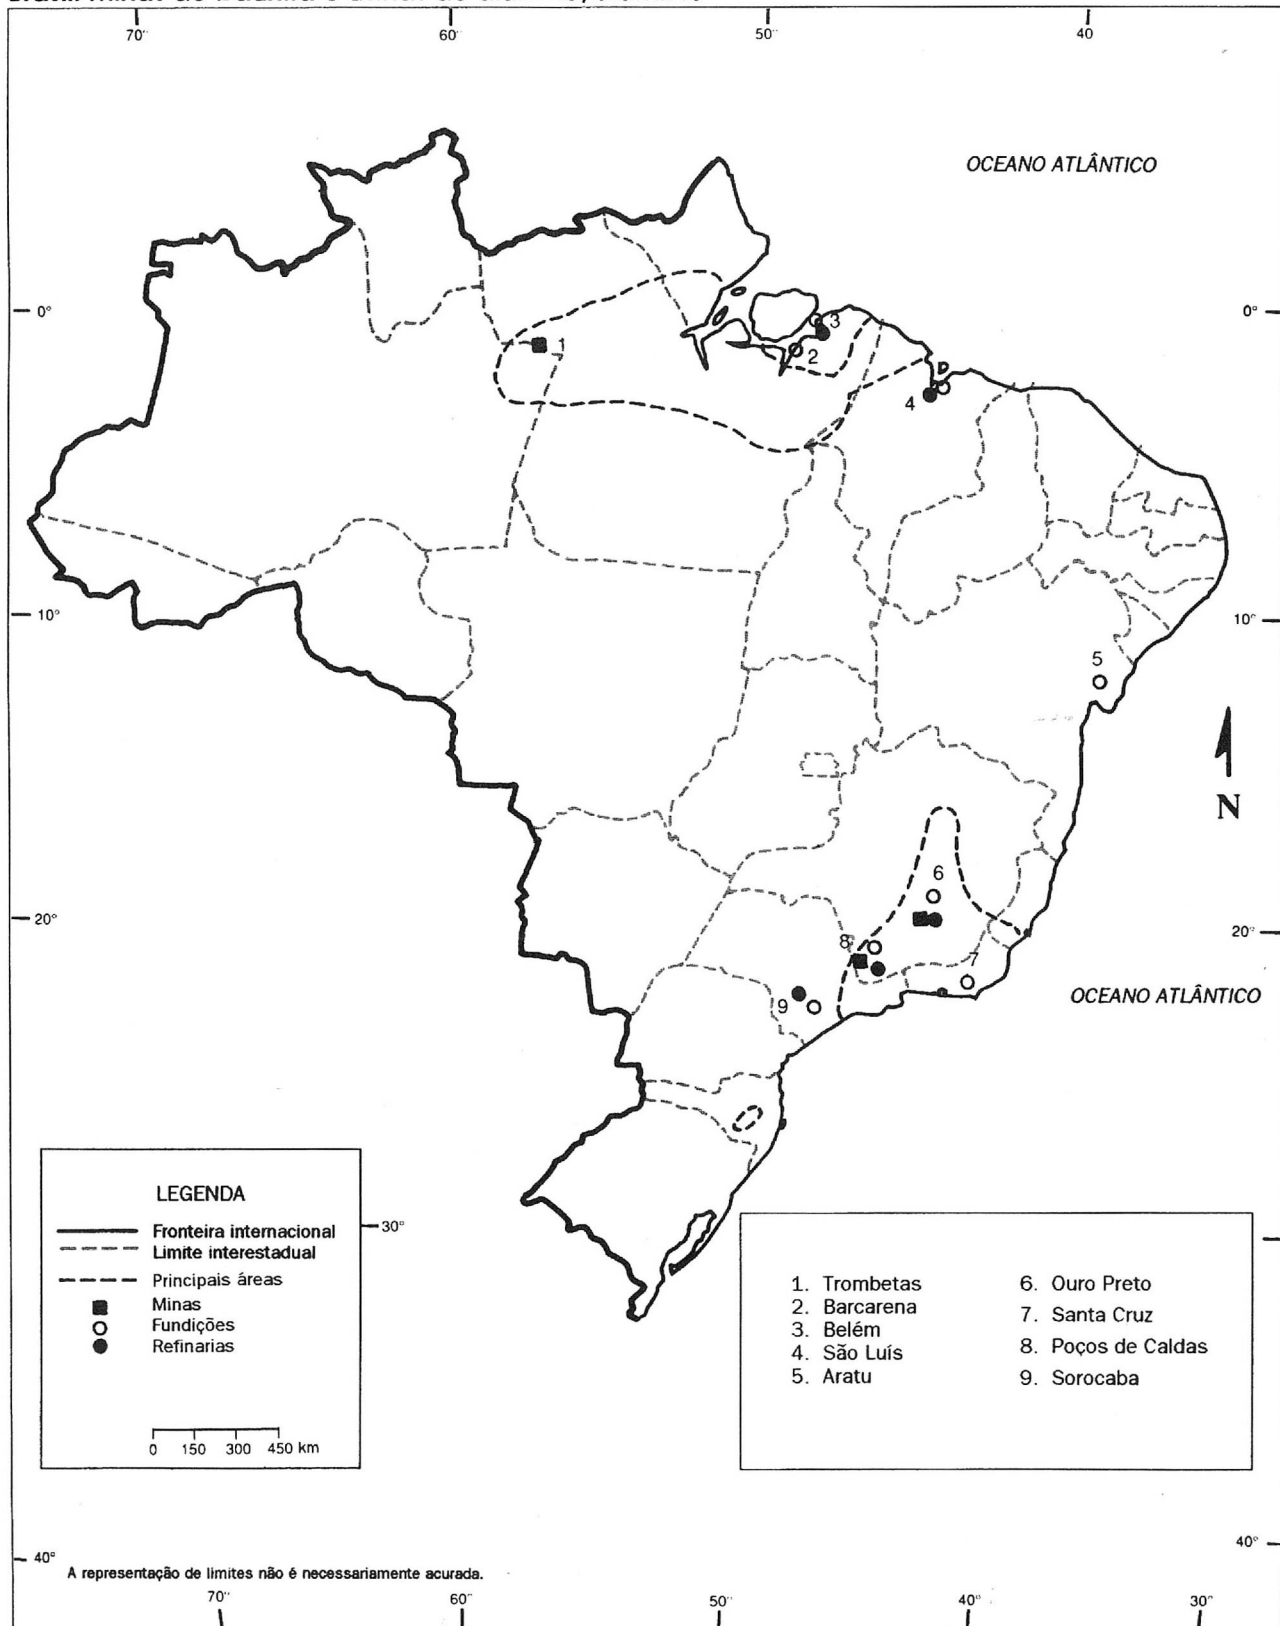 70°
60°
50°
40
OCEANO ATLÂNTICO
0°
0°
1
2
3
4
10°
10°
5
N
20°
20°
6
7
8
9
OCEANO ATLÂNTICO
LEGENDA
Fronteira internacional
Limite interestadual
Principais áreas
Minas
Fundições
Refinarias
0 150 300 450 km
30°
1. Trombetas
2. Barcarena
3. Belém
4. São Luís
5. Aratu
6. Ouro Preto
7. Santa Cruz
8. Poços de Caldas
9. Sorocaba
40°
40°
A representação de limites não é necessariamente acurada.
70°
60°
50°
40°
30°